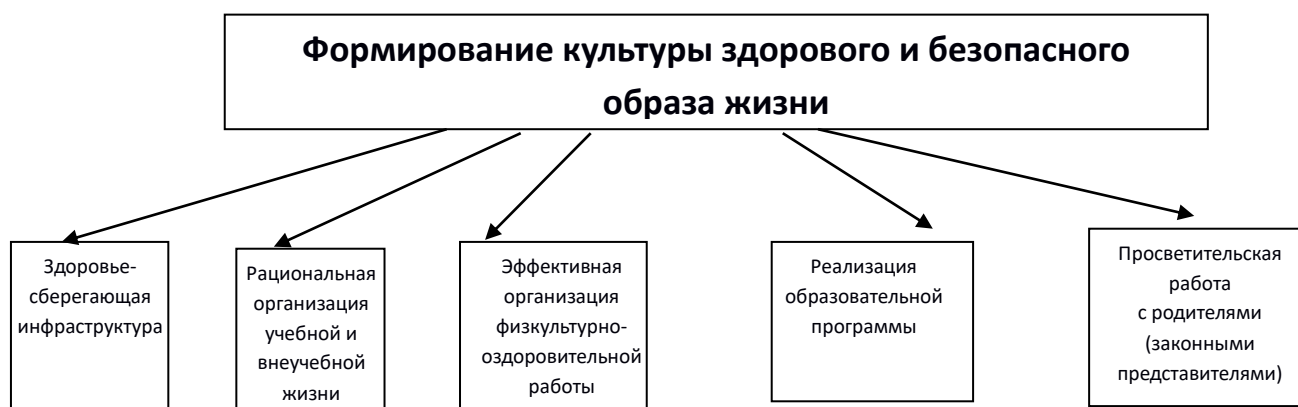 Формирование культуры здорового и безопасного
образа жизни
Здоровье-
сберегающая
инфраструктура
Рациональная
организация
учебной и
внеучебной
жизни
Эффективная
организация
физкультурно-
оздоровительной
работы
Реализация
образовательной
программы
Просветительская
работа
с родителями
(законными
представителями)